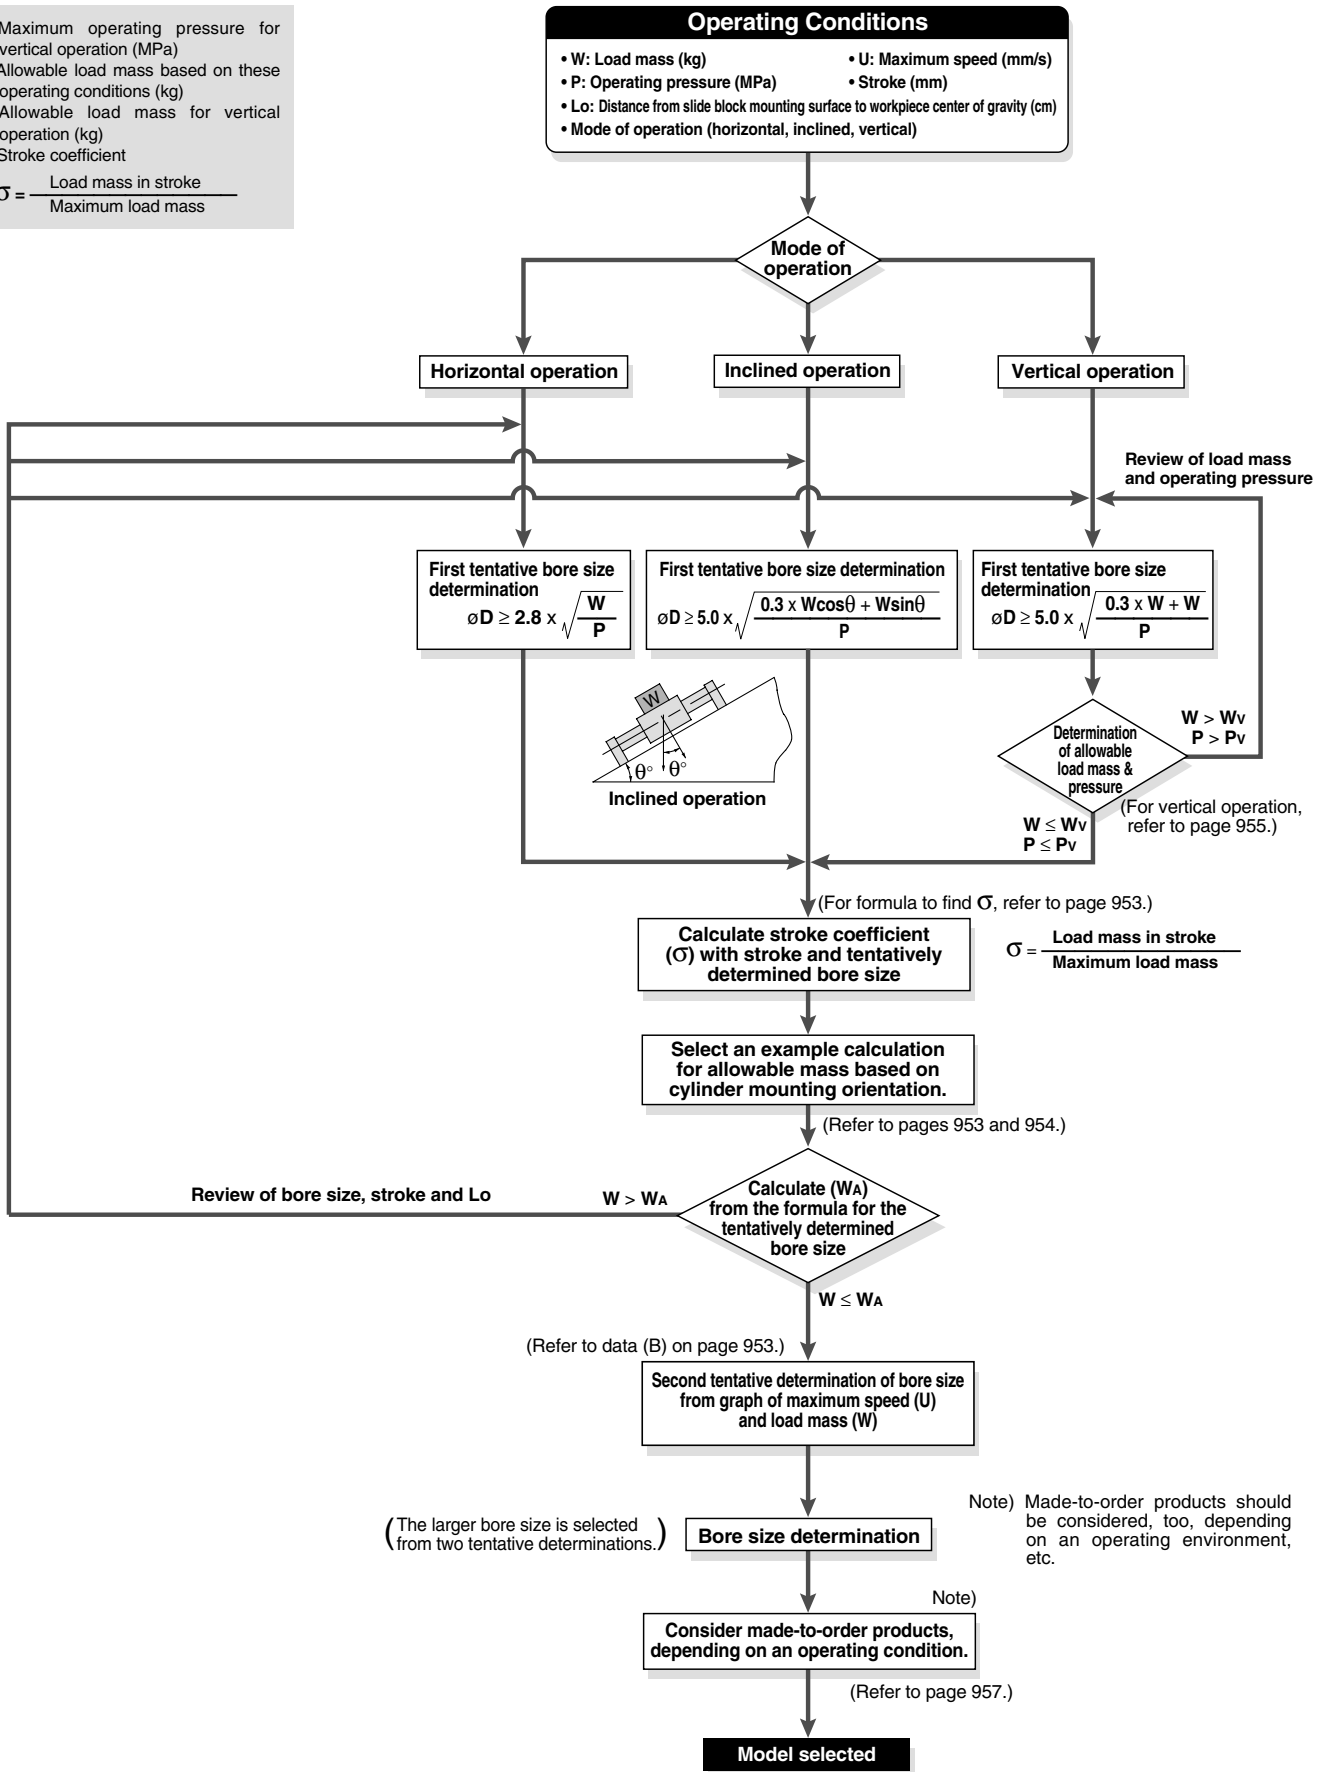 Maximum operating pressure for
vertical operation (MPa)
Allowable load mass based on these
operating conditions (kg)
Allowable load mass for vertical
operation (kg)
Stroke coefficient
σ = Load mass in stroke
Maximum load mass
Operating Conditions
• W: Load mass (kg)
• U: Maximum speed (mm/s)
• P: Operating pressure (MPa)
• Stroke (mm)
• Lo: Distance from slide block mounting surface to workpiece center of gravity (cm)
• Mode of operation (horizontal, inclined, vertical)
Mode of
operation
Horizontal operation
Inclined operation
Vertical operation
Review of load mass
and operating pressure
First tentative bore size
determination
øD ≥ 2.8 x √ W
P
First tentative bore size determination
øD ≥ 5.0 x √ 0.3 x Wcosθ + Wsinθ
P
First tentative bore size
determination
øD ≥ 5.0 x √ 0.3 x W + W
P
W
θ° θ°
Inclined operation
Determination
of allowable
load mass &
pressure
W > Wv
P > Pv
(For vertical operation,
refer to page 955.)
W ≤ Wv
P ≤ Pv
(For formula to find σ, refer to page 953.)
Calculate stroke coefficient
(σ) with stroke and tentatively
determined bore size
σ = Load mass in stroke
Maximum load mass
Select an example calculation
for allowable mass based on
cylinder mounting orientation.
(Refer to pages 953 and 954.)
Review of bore size, stroke and Lo
W > WA
Calculate (WA)
from the formula for the
tentatively determined
bore size
W ≤ WA
(Refer to data (B) on page 953.)
Second tentative determination of bore size
from graph of maximum speed (U)
and load mass (W)
(The larger bore size is selected
from two tentative determinations.)
Bore size determination
Note) Made-to-order products should
be considered, too, depending
on an operating environment,
etc.
Note)
Consider made-to-order products,
depending on an operating condition.
(Refer to page 957.)
Model selected